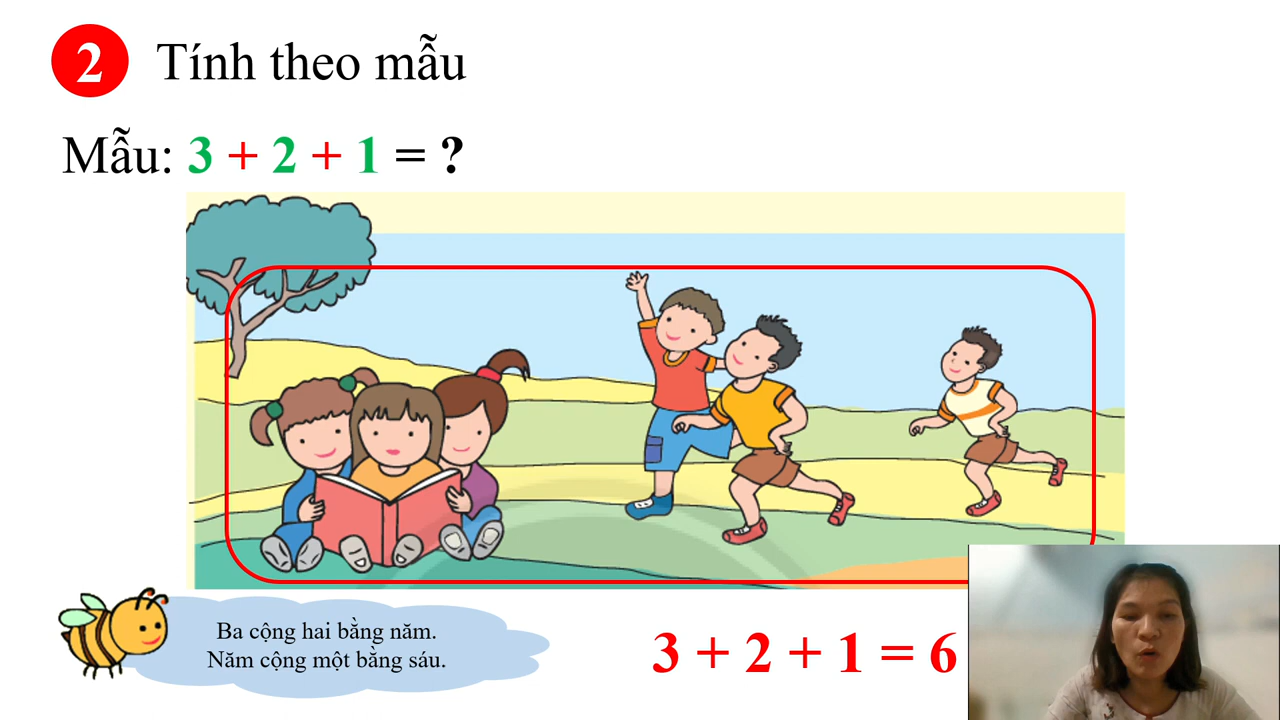 2 Tính theo mẫu
Mẫu: 3 + 2 + 1 = ?
Ba cộng hai bằng năm.
Năm cộng một bằng sáu.
3 + 2 + 1 = 6